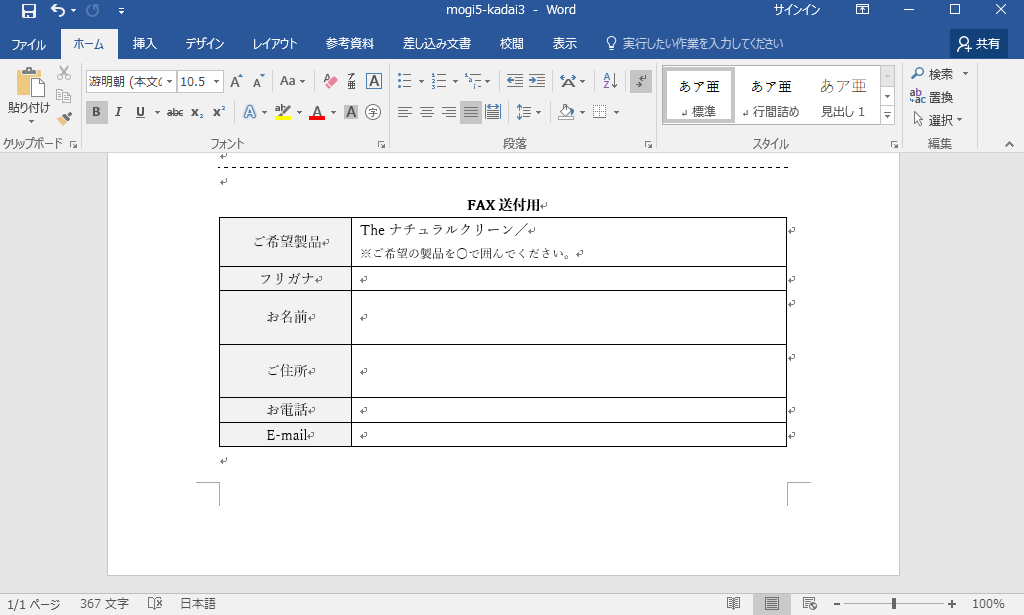 mogi5-kadai3 - Word
サインイン
ファイル ホーム 挿入 デザイン レイアウト 参考資料 差し込み文書 校閲 表示 実行したい作業を入力してください 共有
貼り付け
游明朝 (本文の 10.5 Aa
B I U abc x₂ x²
あア亜 あア亜 あア亜
標準 行間詰め 見出し 1
検索
置換
選択
クリップボード フォント 段落 スタイル 編集
FAX 送付用
ご希望製品 The ナチュラルクリーン/
※ご希望の製品を〇で囲んでください。
フリガナ
お名前
ご住所
お電話
E-mail
1/1 ページ 367 文字 日本語 100%